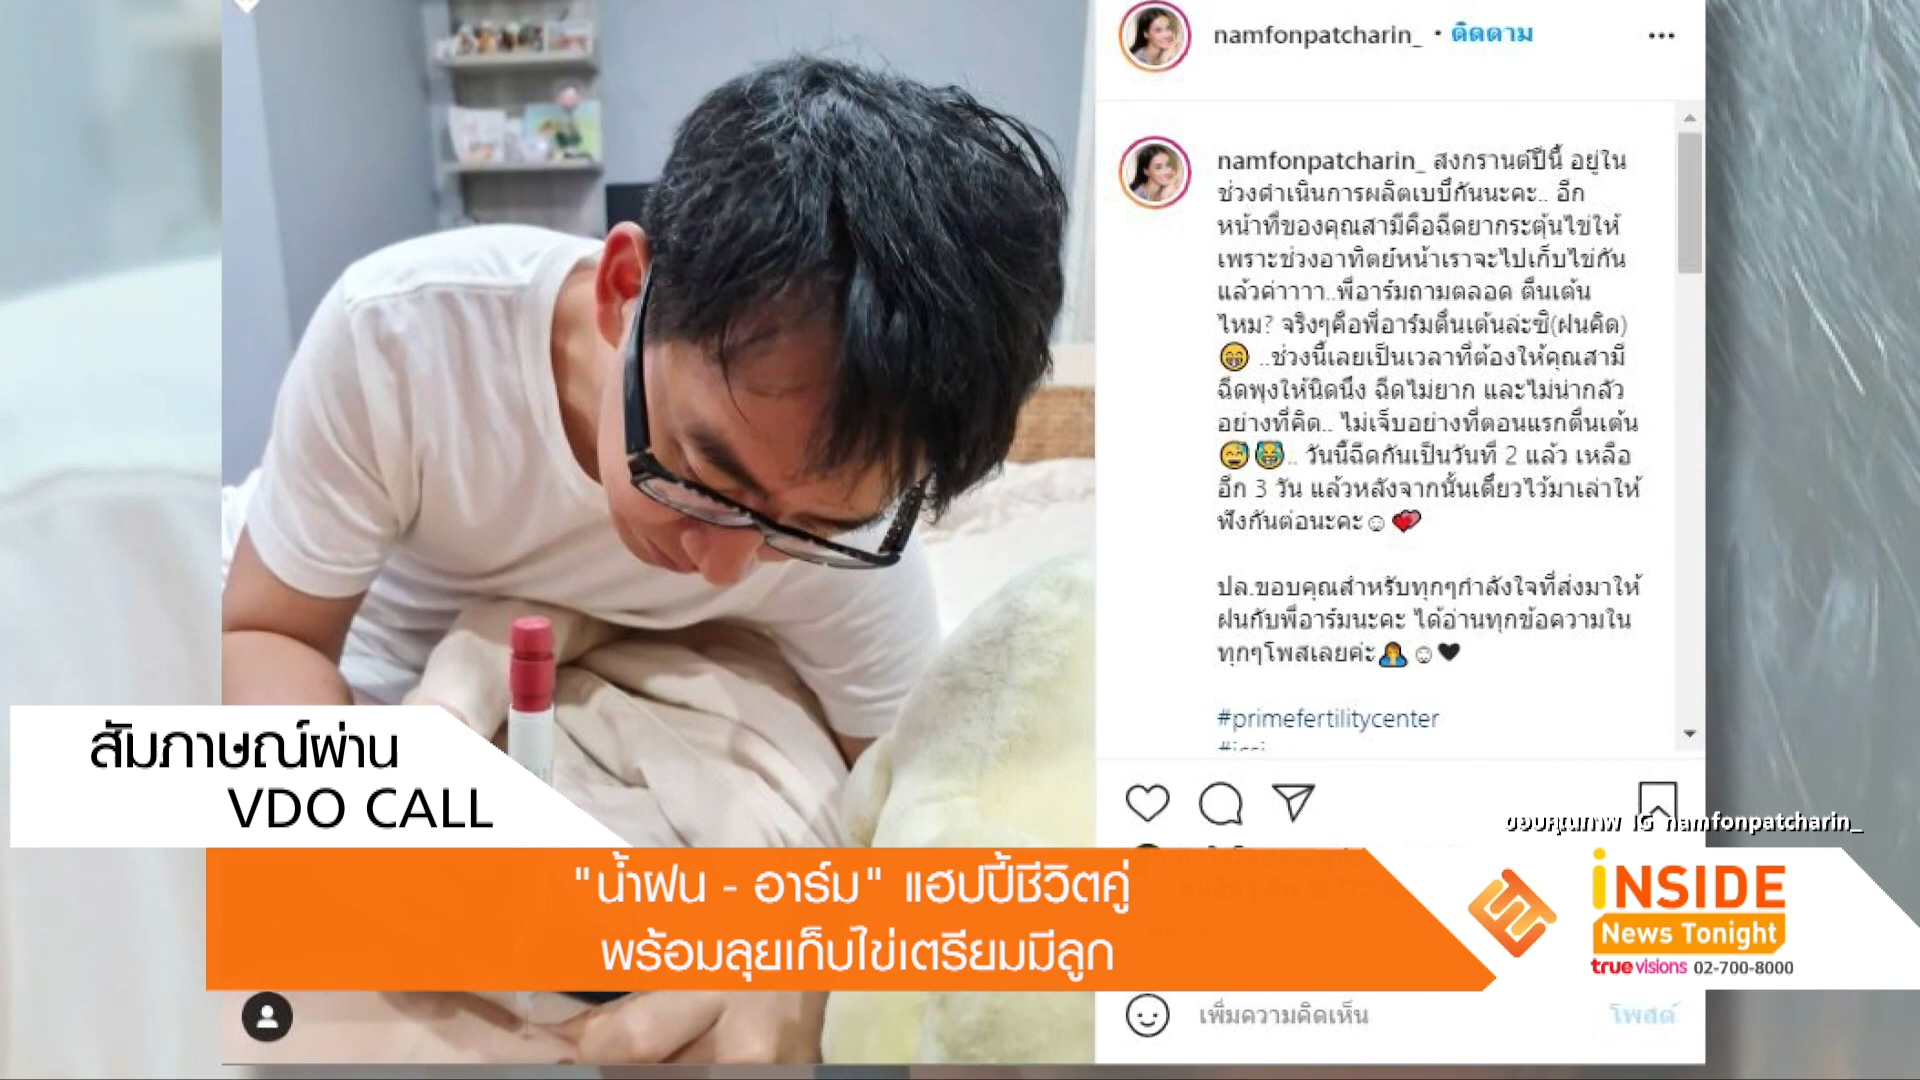 namfonpatcharin_ • ติดตาม
namfonpatcharin_ สงกรานต์ปีนี้ อยู่ใน
ช่วงดำเนินการผลิตเบบี๋กันนะคะ.. อีก
หน้าที่ของคุณสามีคือฉีดยากระตุ้นไข่ให้
เพราะช่วงอาทิตย์หน้าเราจะไปเก็บไข่กัน
แล้วค่าาาา..พี่อาร์มถามตลอด ตื่นเต้น
ไหม? จริงๆคือพี่อาร์มตื่นเต้นล่ะซิ(ฝนคิด)
..ช่วงนี้เลยเป็นเวลาที่ต้องให้คุณสามี
ฉีดพุงให้นิดนึง ฉีดไม่ยาก และไม่น่ากลัว
อย่างที่คิด.. ไม่เจ็บอย่างที่ตอนแรกตื่นเต้น
.. วันนี้ฉีดกันเป็นวันที่ 2 แล้ว เหลือ
อีก 3 วัน แล้วหลังจากนั้นเดี๋ยวไว้มาเล่าให้
ฟังกันต่อนะคะ
ปล.ขอบคุณสำหรับทุกๆกำลังใจที่ส่งมาให้
ฝนกับพี่อาร์มนะคะ ได้อ่านทุกข้อความใน
ทุกๆโพสเลยค่ะ
#primefertilitycenter
สัมภาษณ์ผ่าน
VDO CALL
ขอบคุณภาพ IG namfonpatcharin_
"น้ำฝน - อาร์ม" แฮปปี้ชีวิตคู่
พร้อมลุยเก็บไข่เตรียมมีลูก
iNSIDE
News Tonight
truevisions 02-700-8000
เพิ่มความคิดเห็น
โพสต์